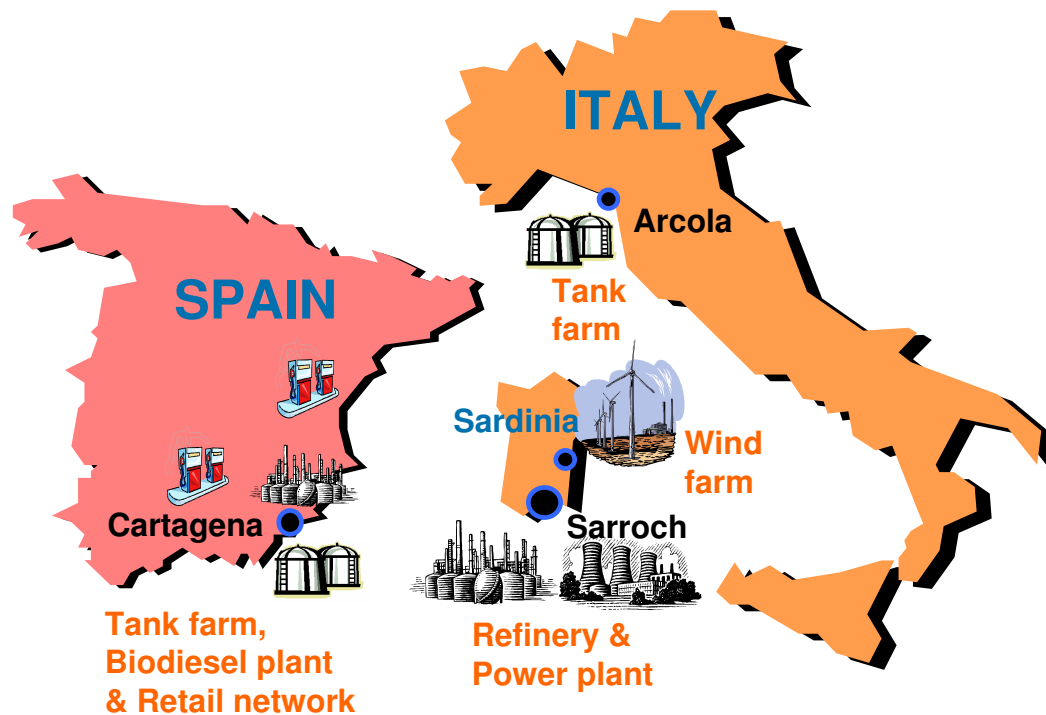 ITALY
Arcola
SPAIN
Tank
farm
Sardinia
Wind
farm
Cartagena
Sarroch
Tank farm,
Biodiesel plant
& Retail network
Refinery &
Power plant